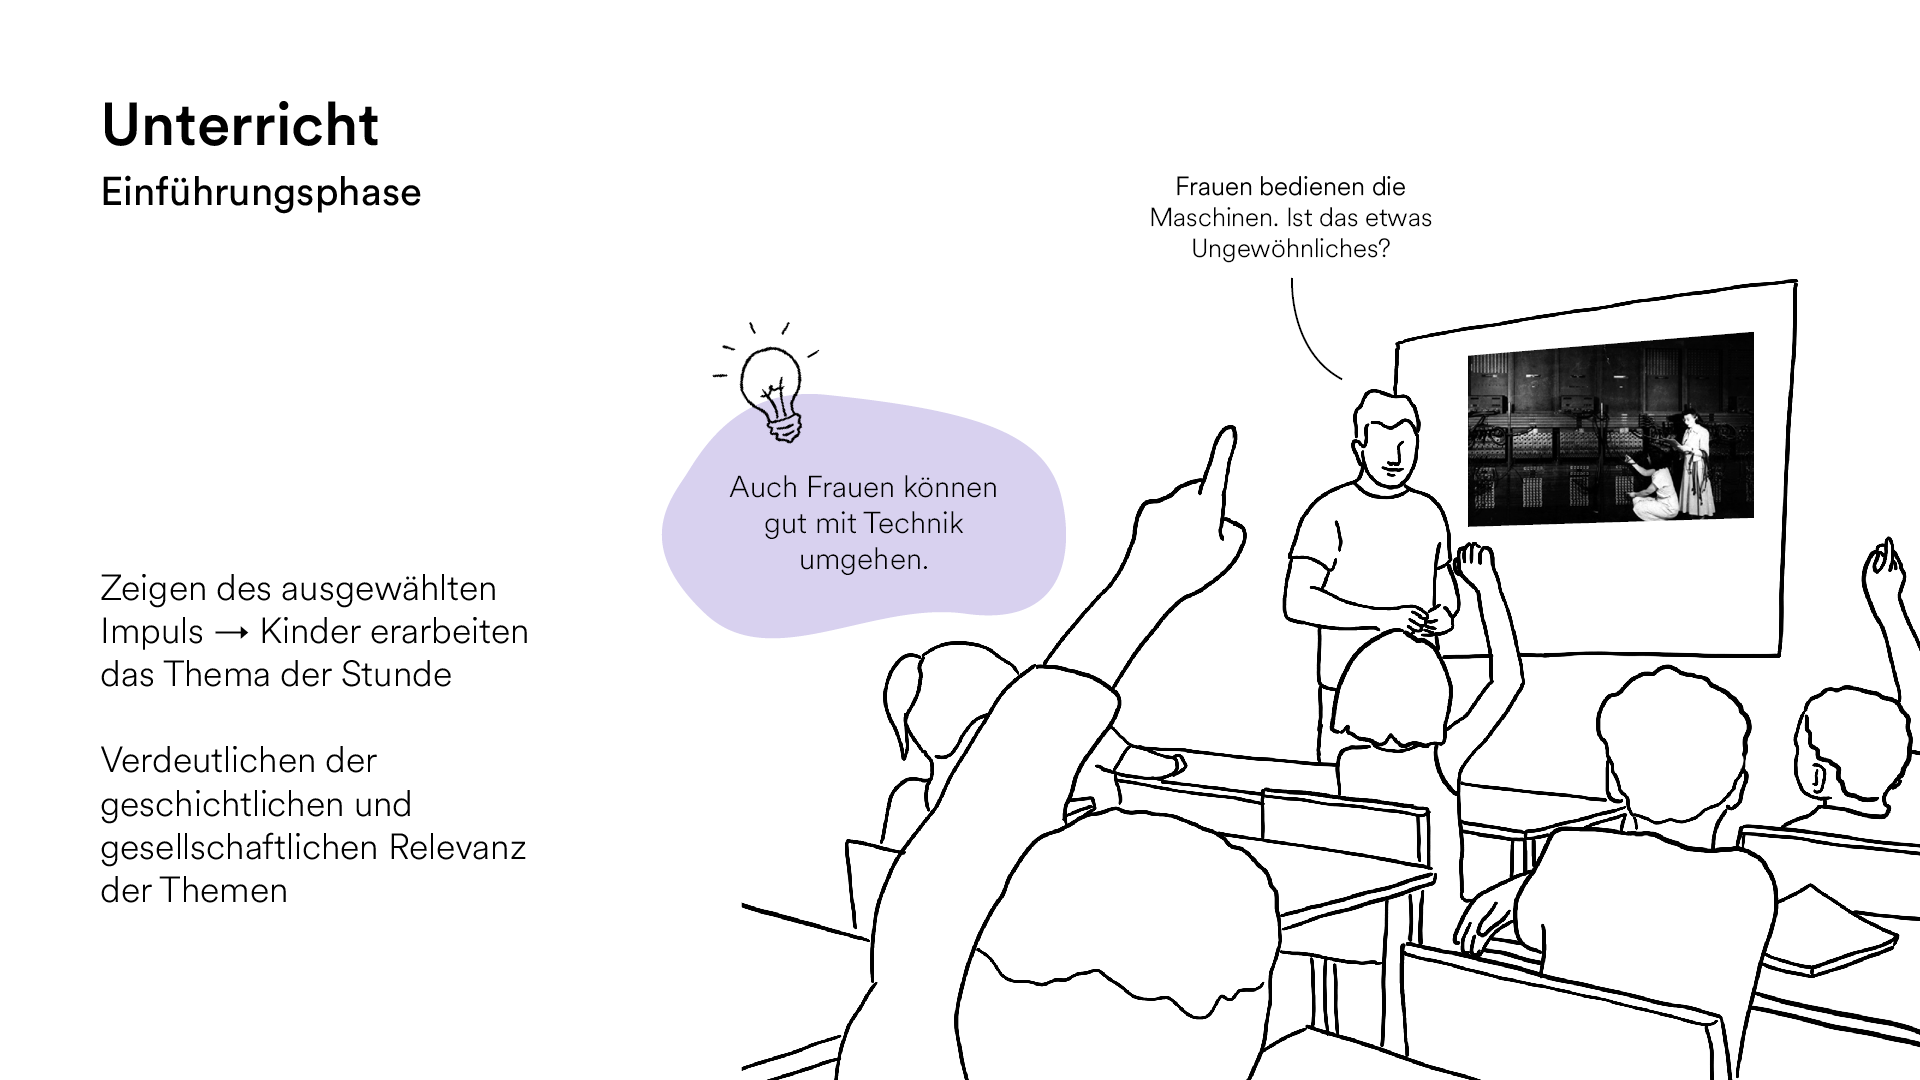 Unterricht
Einführungsphase
Frauen bedienen die
Maschinen. Ist das etwas
Ungewöhnliches?
Auch Frauen können
gut mit Technik
umgehen.
Zeigen des ausgewählten
Impuls → Kinder erarbeiten
das Thema der Stunde
Verdeutlichen der
geschichtlichen und
gesellschaftlichen Relevanz
der Themen